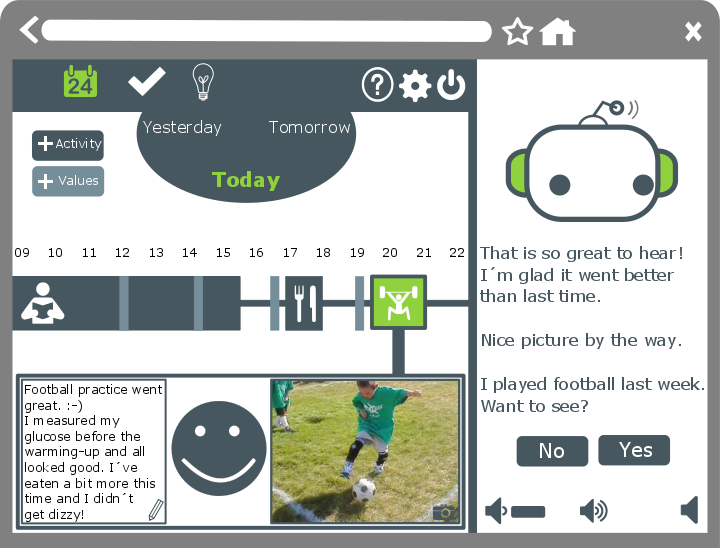 24
?
Yesterday Tomorrow
Today
+ Activity
+ Values
09 10 11 12 13 14 15 16 17 18 19 20 21 22
Football practice went
great. :-)
I measured my
glucose before the
warming-up and all
looked good. I´ve
eaten a bit more this
time and I didn´t
get dizzy!
That is so great to hear!
I´m glad it went better
than last time.
Nice picture by the way.
I played football last week.
Want to see?
No Yes